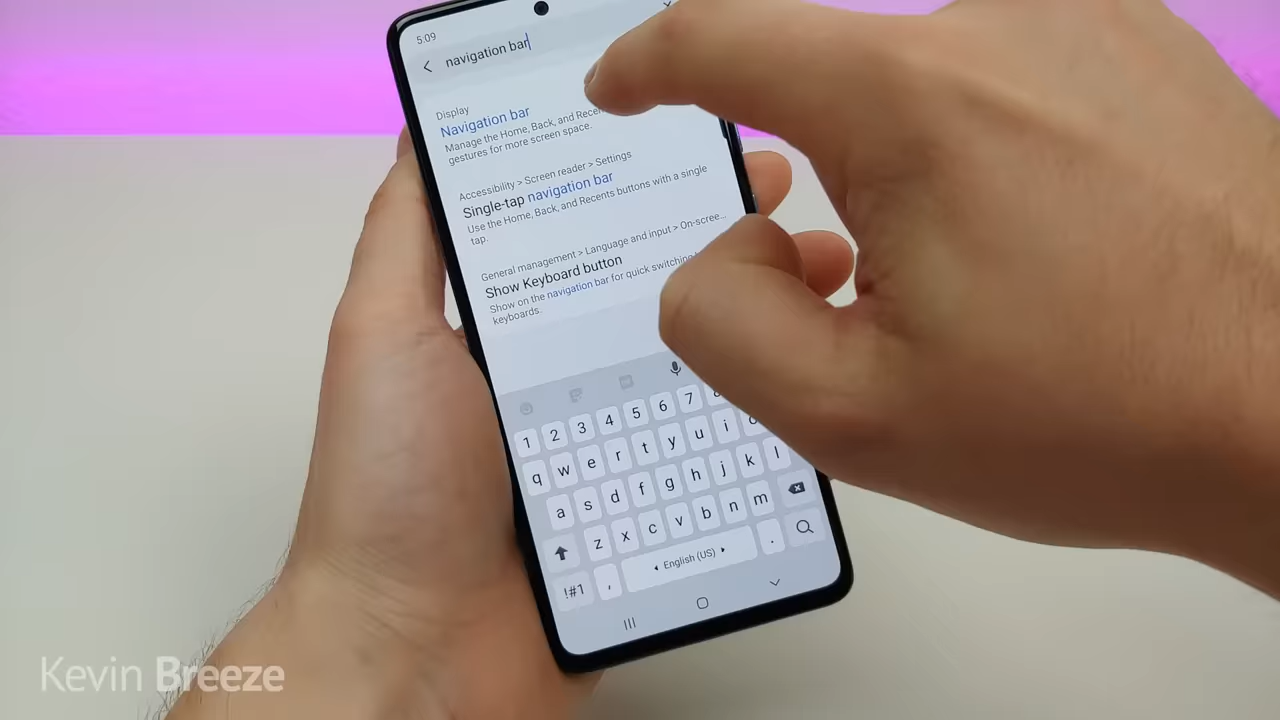 5:09
navigation bar
Display
Navigation bar
Manage the Home, Back, and
gestures for more screen space.
Accessibility > Screen reader > Settings
Single-tap navigation bar
Use the Home, Back, and Recents buttons with a single
tap.
General management > Language and input > On-scree...
Show Keyboard button
Show on the navigation bar for quick switching
keyboards.
1 2 3 4 5 6 7
q w e r t y u i
a s d f g h j k l
z x c v b n m
!#1 , English (US) .
Kevin Breeze